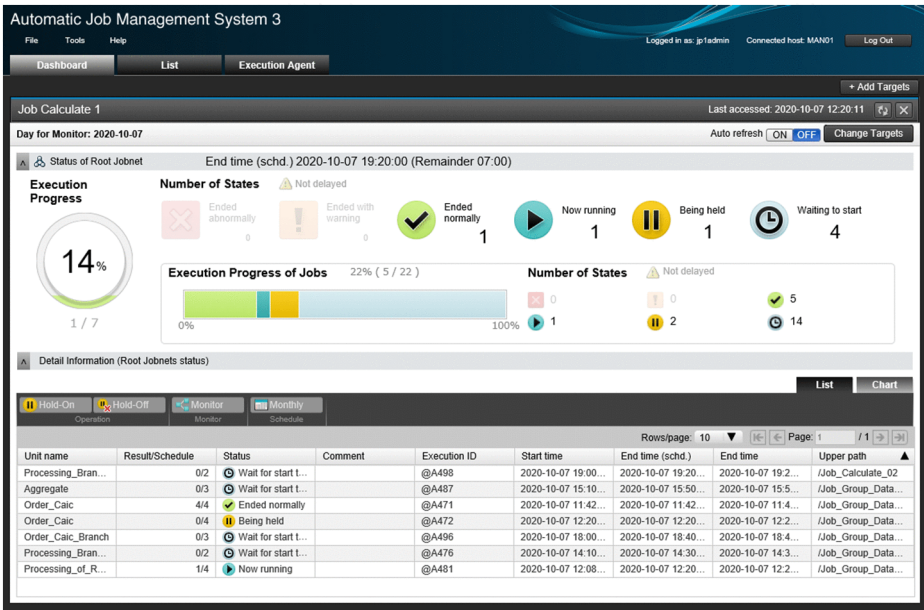 Automatic Job Management System 3
File Tools Help Logged in as: jp1admin Connected host: MAN01 Log Out
Dashboard List Execution Agent
+ Add Targets
Job Calculate 1 Last accessed: 2020-10-07 12:20:11
Day for Monitor: 2020-10-07 Auto refresh ON OFF Change Targets
Status of Root Jobnet End time (schd.) 2020-10-07 19:20:00 (Remainder 07:00)
Execution Progress
14%
1 / 7
Number of States Not delayed
Ended abnormally 0
Ended with warning 0
Ended normally 1
Now running 1
Being held 1
Waiting to start 4
Execution Progress of Jobs 22% ( 5 / 22 )
0% 100%
Number of States Not delayed
0 0 5
1 2 14
Detail Information (Root Jobnets status)
List Chart
Hold-On Hold-Off Monitor Monthly
Operation Monitor Schedule
Rows/page: 10 Page: 1 / 1
Unit name Result/Schedule Status Comment Execution ID Start time End time (schd.) End time Upper path
Processing_Bran... 0/2 Wait for start t... @A498 2020-10-07 19:00... 2020-10-07 19:20... 2020-10-07 19:2... /Job_Calculate_02
Aggregate 0/3 Wait for start t... @A487 2020-10-07 15:10... 2020-10-07 15:50... 2020-10-07 15:5... /Job_Group_Data...
Order_Caic 4/4 Ended normally @A471 2020-10-07 11:42... 2020-10-07 11:42... 2020-10-07 11:4... /Job_Group_Data...
Order_Caic 0/4 Being held @A472 2020-10-07 12:20... 2020-10-07 12:20... 2020-10-07 12:2... /Job_Group_Data...
Order_Caic_Branch 0/3 Wait for start t... @A496 2020-10-07 18:00... 2020-10-07 18:40... 2020-10-07 18:4... /Job_Group_Data...
Processing_Bran... 0/2 Wait for start t... @A476 2020-10-07 14:10... 2020-10-07 14:30... 2020-10-07 14:3... /Job_Group_Data...
Processing_of_R... 1/4 Now running @A481 2020-10-07 12:08... 2020-10-07 12:20... 2020-10-07 12:2... /Job_Group_Data...